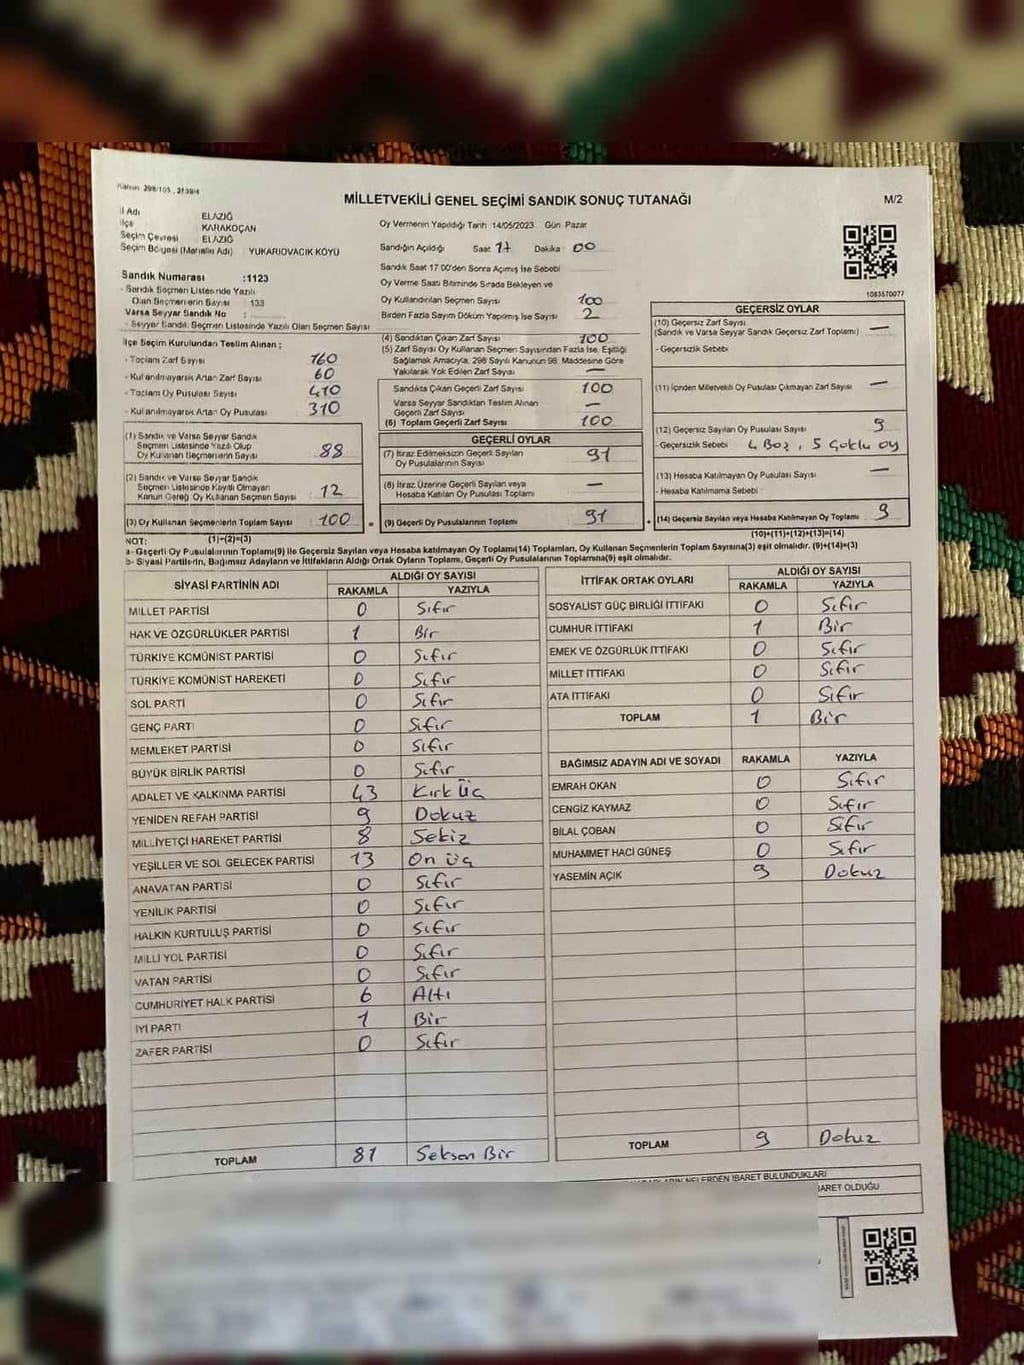 Kanun 298/105 , 2839/4
MİLLETVEKİLİ GENEL SEÇİMİ SANDIK SONUÇ TUTANAĞI
M/2
İl Adı ELAZIĞ
İlçe KARAKOÇAN
Seçim Çevresi ELAZIĞ
Seçim Bölgesi (Mahalle Adı) YUKARIOVACIK KÖYÜ
Sandık Numarası :1123
- Sandık Seçmen Listesinde Yazılı
Olan Seçmenlerin Sayısı : 133
Varsa Seyyar Sandık No :
- Seyyar Sandık Seçmen Listesinde Yazılı Olan Seçmen Sayısı
İlçe Seçim Kurulundan Teslim Alınan ;
- Toplam Zarf Sayısı 160
- Kullanılmayarak Artan Zarf Sayısı 60
- Toplam Oy Pusulası 410
- Kullanılmayarak Artan Oy Pusulası 310
(1) Sandık ve Varsa Seyyar Sandık
Seçmen Listesinde Yazılı Olup
Oy Kullanan Seçmenlerin Sayısı 88
(2) Sandık ve Varsa Seyyar Sandık
Seçmen Listesinde Kayıtlı Olmayan
Kanun Gereği Oy Kullanan Seçmen Sayısı 12
(3) Oy Kullanan Seçmenlerin Toplam Sayısı 100
(1)+(2)=(3)
Oy Vermenin Yapıldığı Tarih 14/05/2023 Gün Pazar
Sandığın Açıldığı Saat 17 Dakika 00
Sandık Saat 17:00'den Sonra Açılmış İse Sebebi
Oy Verme Saati Bitiminde Sırada Bekleyen ve
Oy Kullandırılan Seçmen Sayısı 100
Birden Fazla Sayım Döküm Yapılmış İse Sayısı 2
(4) Sandıktan Çıkan Zarf Sayısı 100
(5) Zarf Sayısı Oy Kullanan Seçmen Sayısından Fazla İse, Eşitliği
Sağlamak Amacıyla, 298 Sayılı Kanunun 98. Maddesine Göre
Yakılarak Yok Edilen Zarf Sayısı —
Sandıkta Çıkan Geçerli Zarf Sayısı 100
Varsa Seyyar Sandıktan Teslim Alınan
Geçerli Zarf Sayısı —
(6) Toplam Geçerli Zarf Sayısı 100
GEÇERLİ OYLAR
(7) İtiraz Edilmeksizin Geçerli Sayılan
Oy Pusulalarının Sayısı 91
(8) İtiraz Üzerine Geçerli Sayılan veya
Hesaba Katılan Oy Pusulası Toplamı —
(9) Geçerli Oy Pusulalarının Toplamı 91
1083570077
GEÇERSİZ OYLAR
(10) Geçersiz Zarf Sayısı
(Sandık ve Varsa Seyyar Sandık Geçersiz Zarf Toplamı) —
- Geçersizlik Sebebi
(11) İçinden Milletvekili Oy Pusulası Çıkmayan Zarf Sayısı —
(12) Geçersiz Sayılan Oy Pusulası Sayısı 9
- Geçersizlik Sebebi 4 Boş, 5 Çoklu oy
(13) Hesaba Katılmayan Oy Pusulası Sayısı —
- Hesaba Katılmama Sebebi
(14) Geçersiz Sayılan veya Hesaba Katılmayan Oy Toplamı 9
(10)+(11)+(12)+(13)=(14)
NOT:
a- Geçerli Oy Pusulalarının Toplamı(9) ile Geçersiz Sayılan veya Hesaba katılmayan Oy Toplamı(14) Toplamları, Oy Kullanan Seçmenlerin Toplam Sayısına(3) eşit olmalıdır. (9)+(14)=(3)
b- Siyasi Partilerin, Bağımsız Adayların ve İttifakların Aldığı Ortak Oyların Toplamı, Geçerli Oy Pusulalarının Toplamına(9) eşit olmalıdır.
SİYASİ PARTİNİN ADI ALDIĞI OY SAYISI
RAKAMLA YAZIYLA
MİLLET PARTİSİ 0 Sıfır
HAK VE ÖZGÜRLÜKLER PARTİSİ 1 Bir
TÜRKİYE KOMÜNİST PARTİSİ 0 Sıfır
TÜRKİYE KOMÜNİST HAREKETİ 0 Sıfır
SOL PARTİ 0 Sıfır
GENÇ PARTİ 0 Sıfır
MEMLEKET PARTİSİ 0 Sıfır
BÜYÜK BİRLİK PARTİSİ 0 Sıfır
ADALET VE KALKINMA PARTİSİ 43 Kırk Üç
YENİDEN REFAH PARTİSİ 9 Dokuz
MİLLİYETÇİ HAREKET PARTİSİ 8 Sekiz
YEŞİLLER VE SOL GELECEK PARTİSİ 13 On üç
ANAVATAN PARTİSİ 0 Sıfır
YENİLİK PARTİSİ 0 Sıfır
HALKIN KURTULUŞ PARTİSİ 0 Sıfır
MİLLİ YOL PARTİSİ 0 Sıfır
VATAN PARTİSİ 0 Sıfır
CUMHURİYET HALK PARTİSİ 6 Altı
İYİ PARTİ 1 Bir
ZAFER PARTİSİ 0 Sıfır
TOPLAM 81 Seksen Bir
İTTİFAK ORTAK OYLARI ALDIĞI OY SAYISI
RAKAMLA YAZIYLA
SOSYALİST GÜÇ BİRLİĞİ İTTİFAKI 0 Sıfır
CUMHUR İTTİFAKI 1 Bir
EMEK VE ÖZGÜRLÜK İTTİFAKI 0 Sıfır
MİLLET İTTİFAKI 0 Sıfır
ATA İTTİFAKI 0 Sıfır
TOPLAM 1 Bir
BAĞIMSIZ ADAYIN ADI VE SOYADI RAKAMLA YAZIYLA
EMRAH OKAN 0 Sıfır
CENGİZ KAYMAZ 0 Sıfır
BİLAL ÇOBAN 0 Sıfır
MUHAMMET HACİ GÜNEŞ 0 Sıfır
YASEMİN AÇIK 9 Dokuz
TOPLAM 9 Dokuz
NELERDEN İBARET BULUNDUKLARI
BARET OLDUĞU